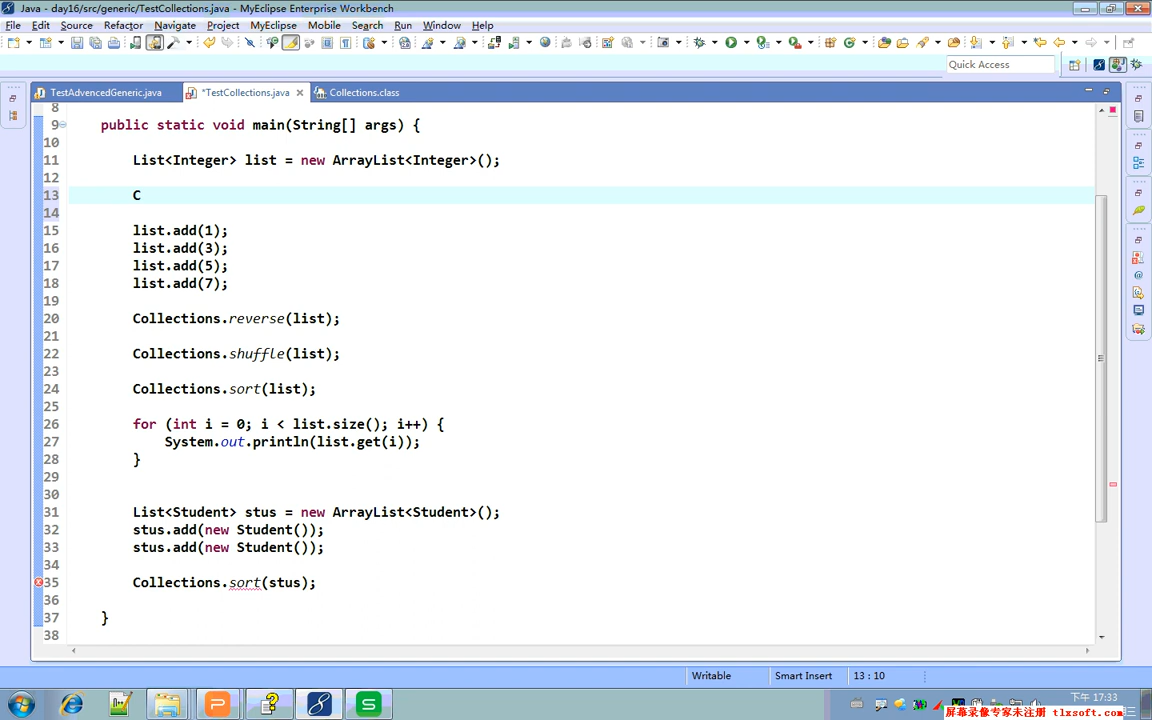 Java - day16/src/generic/TestCollections.java - MyEclipse Enterprise Workbench
File Edit Source Refactor Navigate Project MyEclipse Mobile Search Run Window Help
Quick Access
TestAdvencedGeneric.java *TestCollections.java Collections.class
8
9 public static void main(String[] args) {
10
11 List<Integer> list = new ArrayList<Integer>();
12
13 C
14
15 list.add(1);
16 list.add(3);
17 list.add(5);
18 list.add(7);
19
20 Collections.reverse(list);
21
22 Collections.shuffle(list);
23
24 Collections.sort(list);
25
26 for (int i = 0; i < list.size(); i++) {
27 System.out.println(list.get(i));
28 }
29
30
31 List<Student> stus = new ArrayList<Student>();
32 stus.add(new Student());
33 stus.add(new Student());
34
35 Collections.sort(stus);
36
37 }
38
Writable Smart Insert 13 : 10
下午 17:33
屏幕录像专家未注册 tlxsoft.com